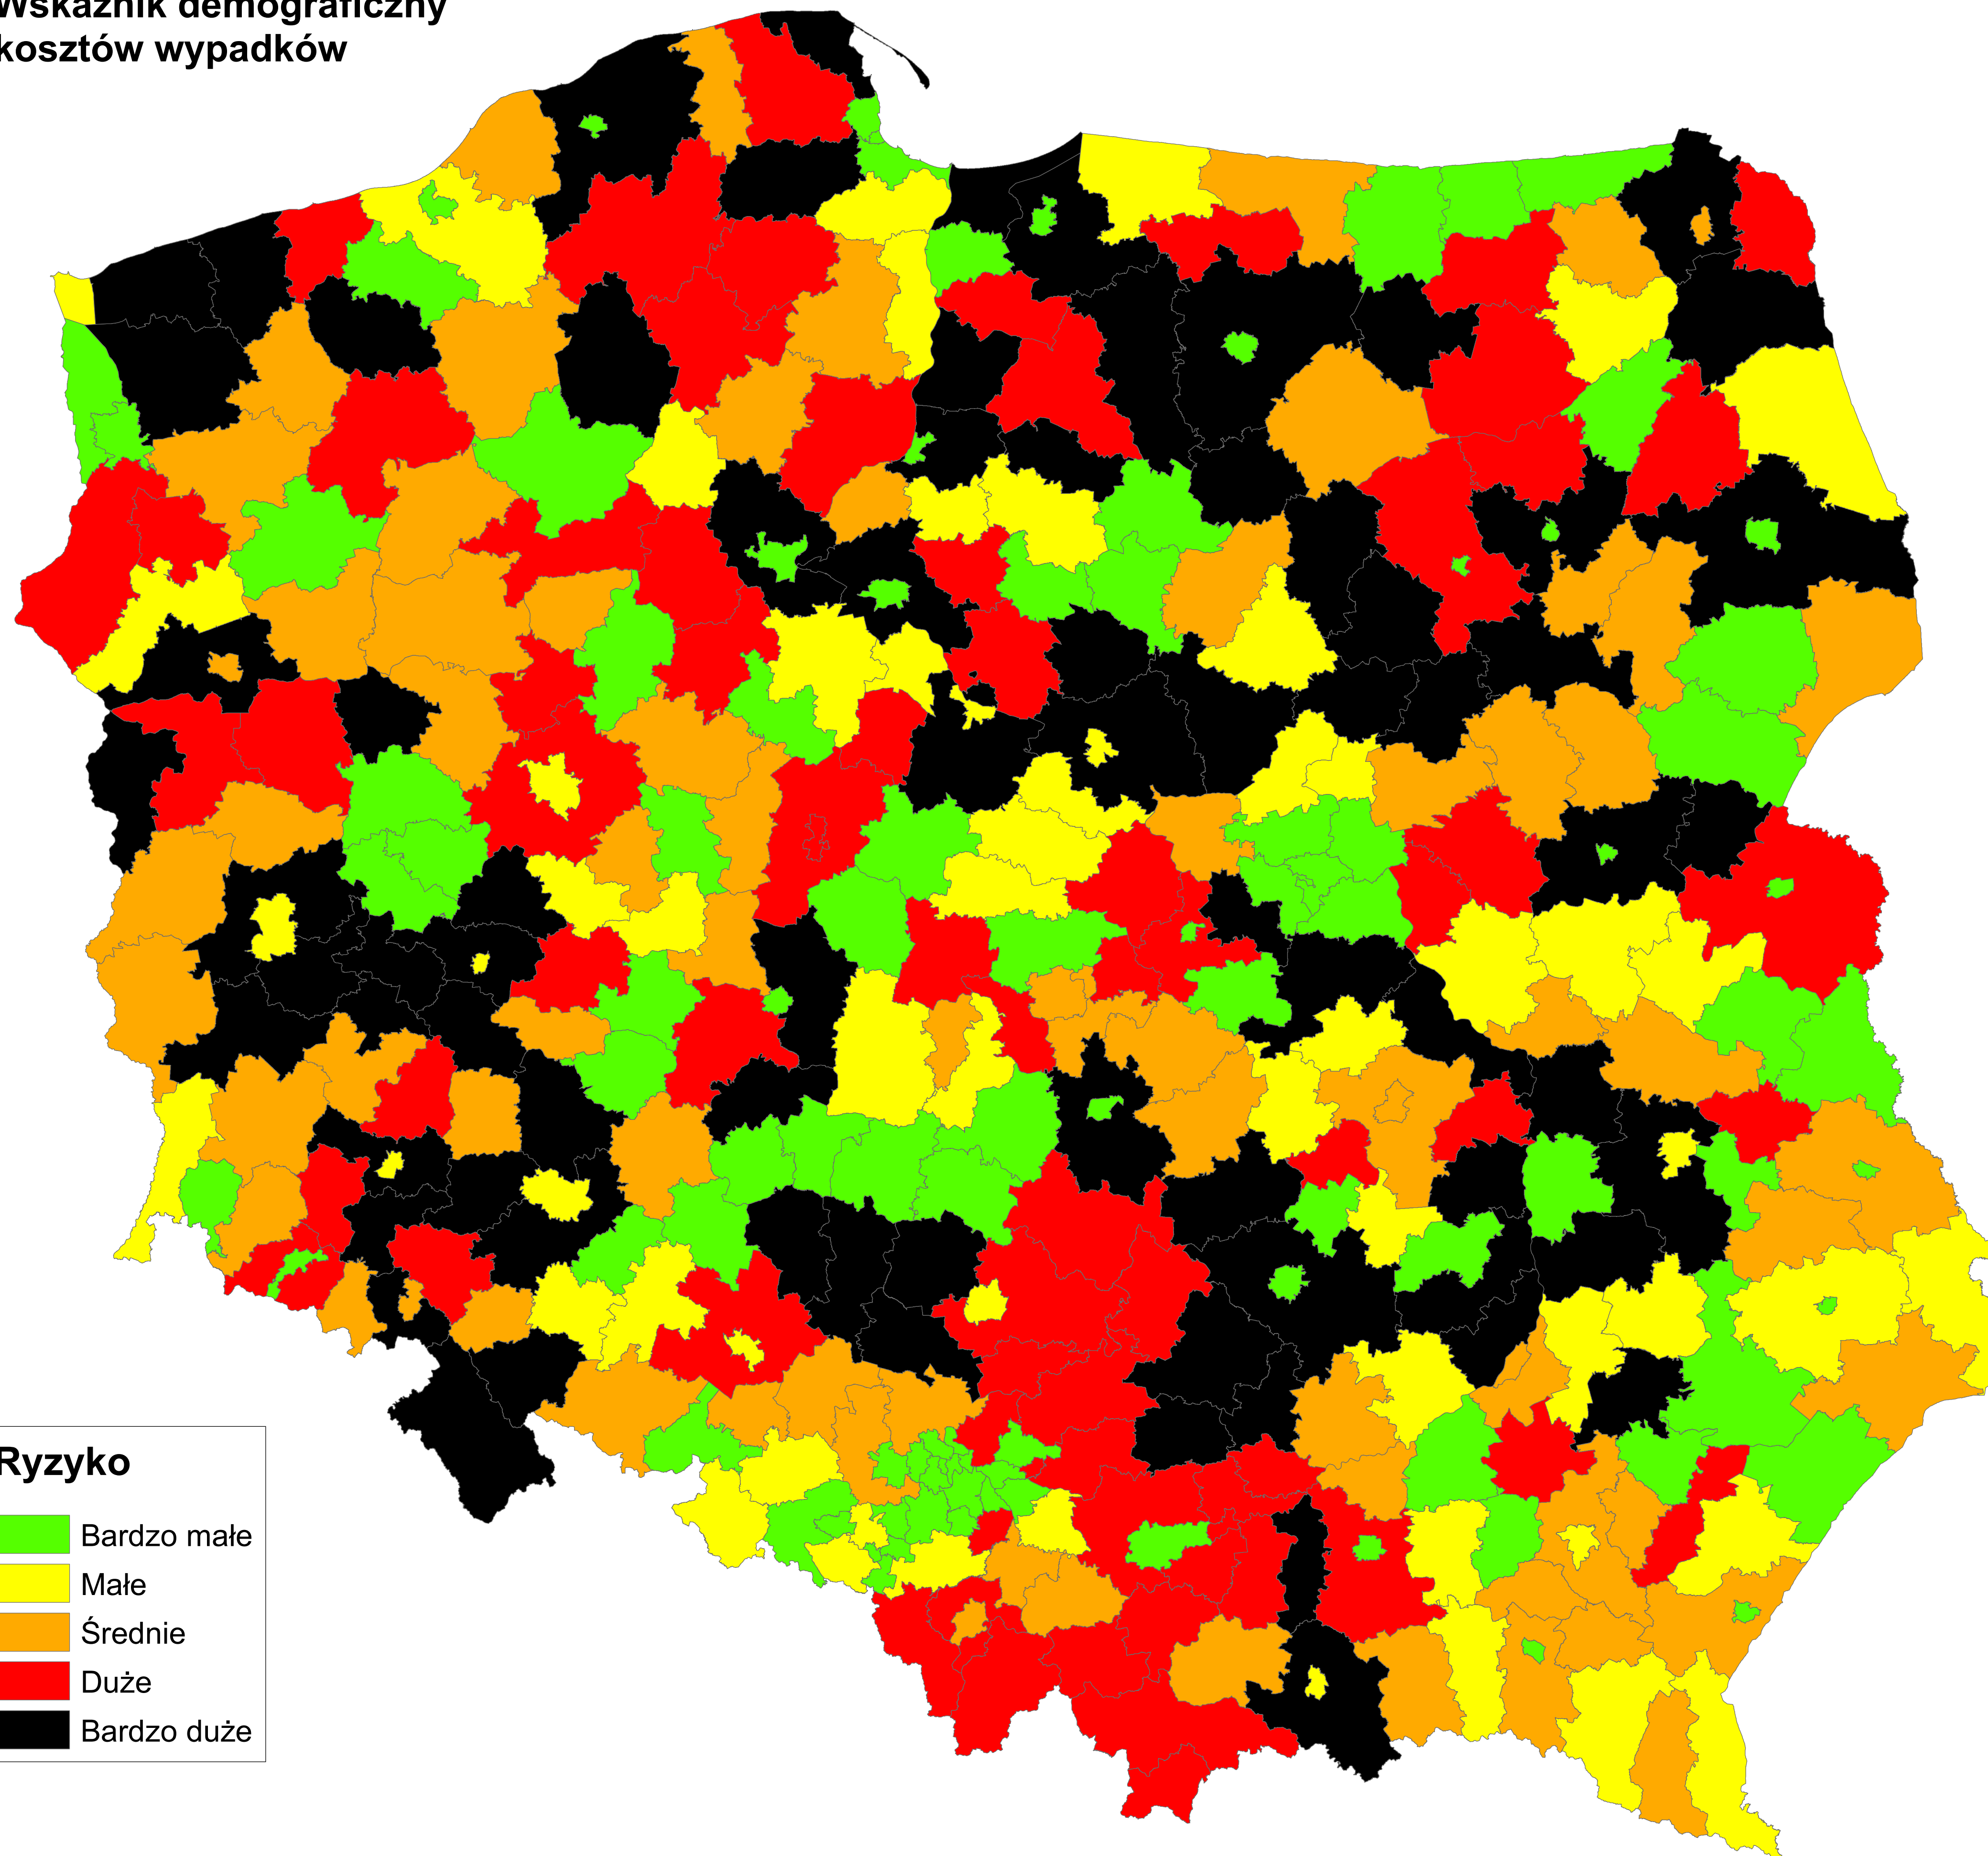 Wskaźnik demograficzny
kosztów wypadków
Ryzyko
Bardzo małe
Małe
Średnie
Duże
Bardzo duże